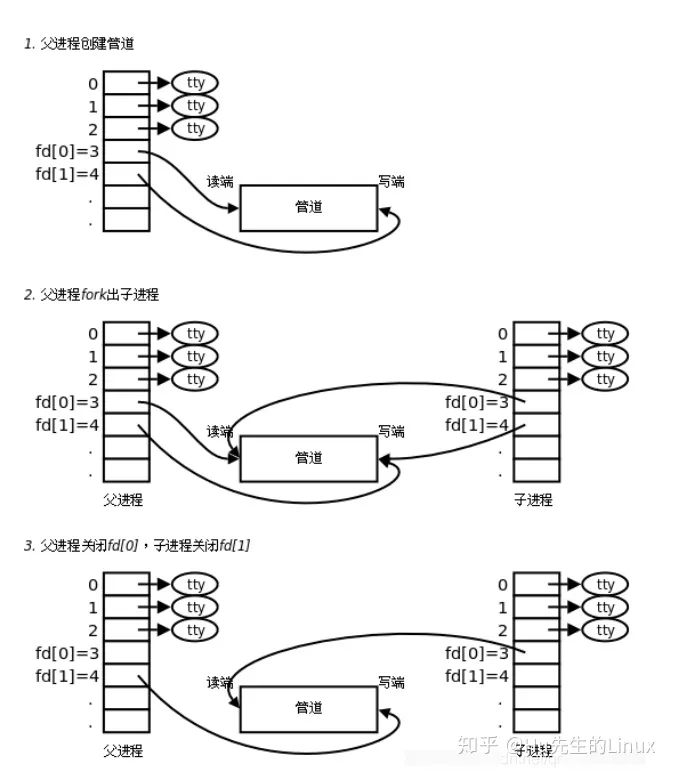 1. 父进程创建管道
0 tty
1 tty
2 tty
fd[0]=3
读端 写端
fd[1]=4
.
管道
.
2. 父进程fork出子进程
0 tty 0 tty
1 tty 1 tty
2 tty 2 tty
fd[0]=3 fd[0]=3
fd[1]=4 读端 写端 fd[1]=4
. 管道 .
. .
父进程 子进程
3. 父进程关闭fd[0]，子进程关闭fd[1]
0 tty 0 tty
1 tty 1 tty
2 tty 2 tty
fd[0]=3 fd[0]=3
fd[1]=4 读端 写端 fd[1]=4
. 管道 .
. .
父进程 子进程
知乎 先生的Linux